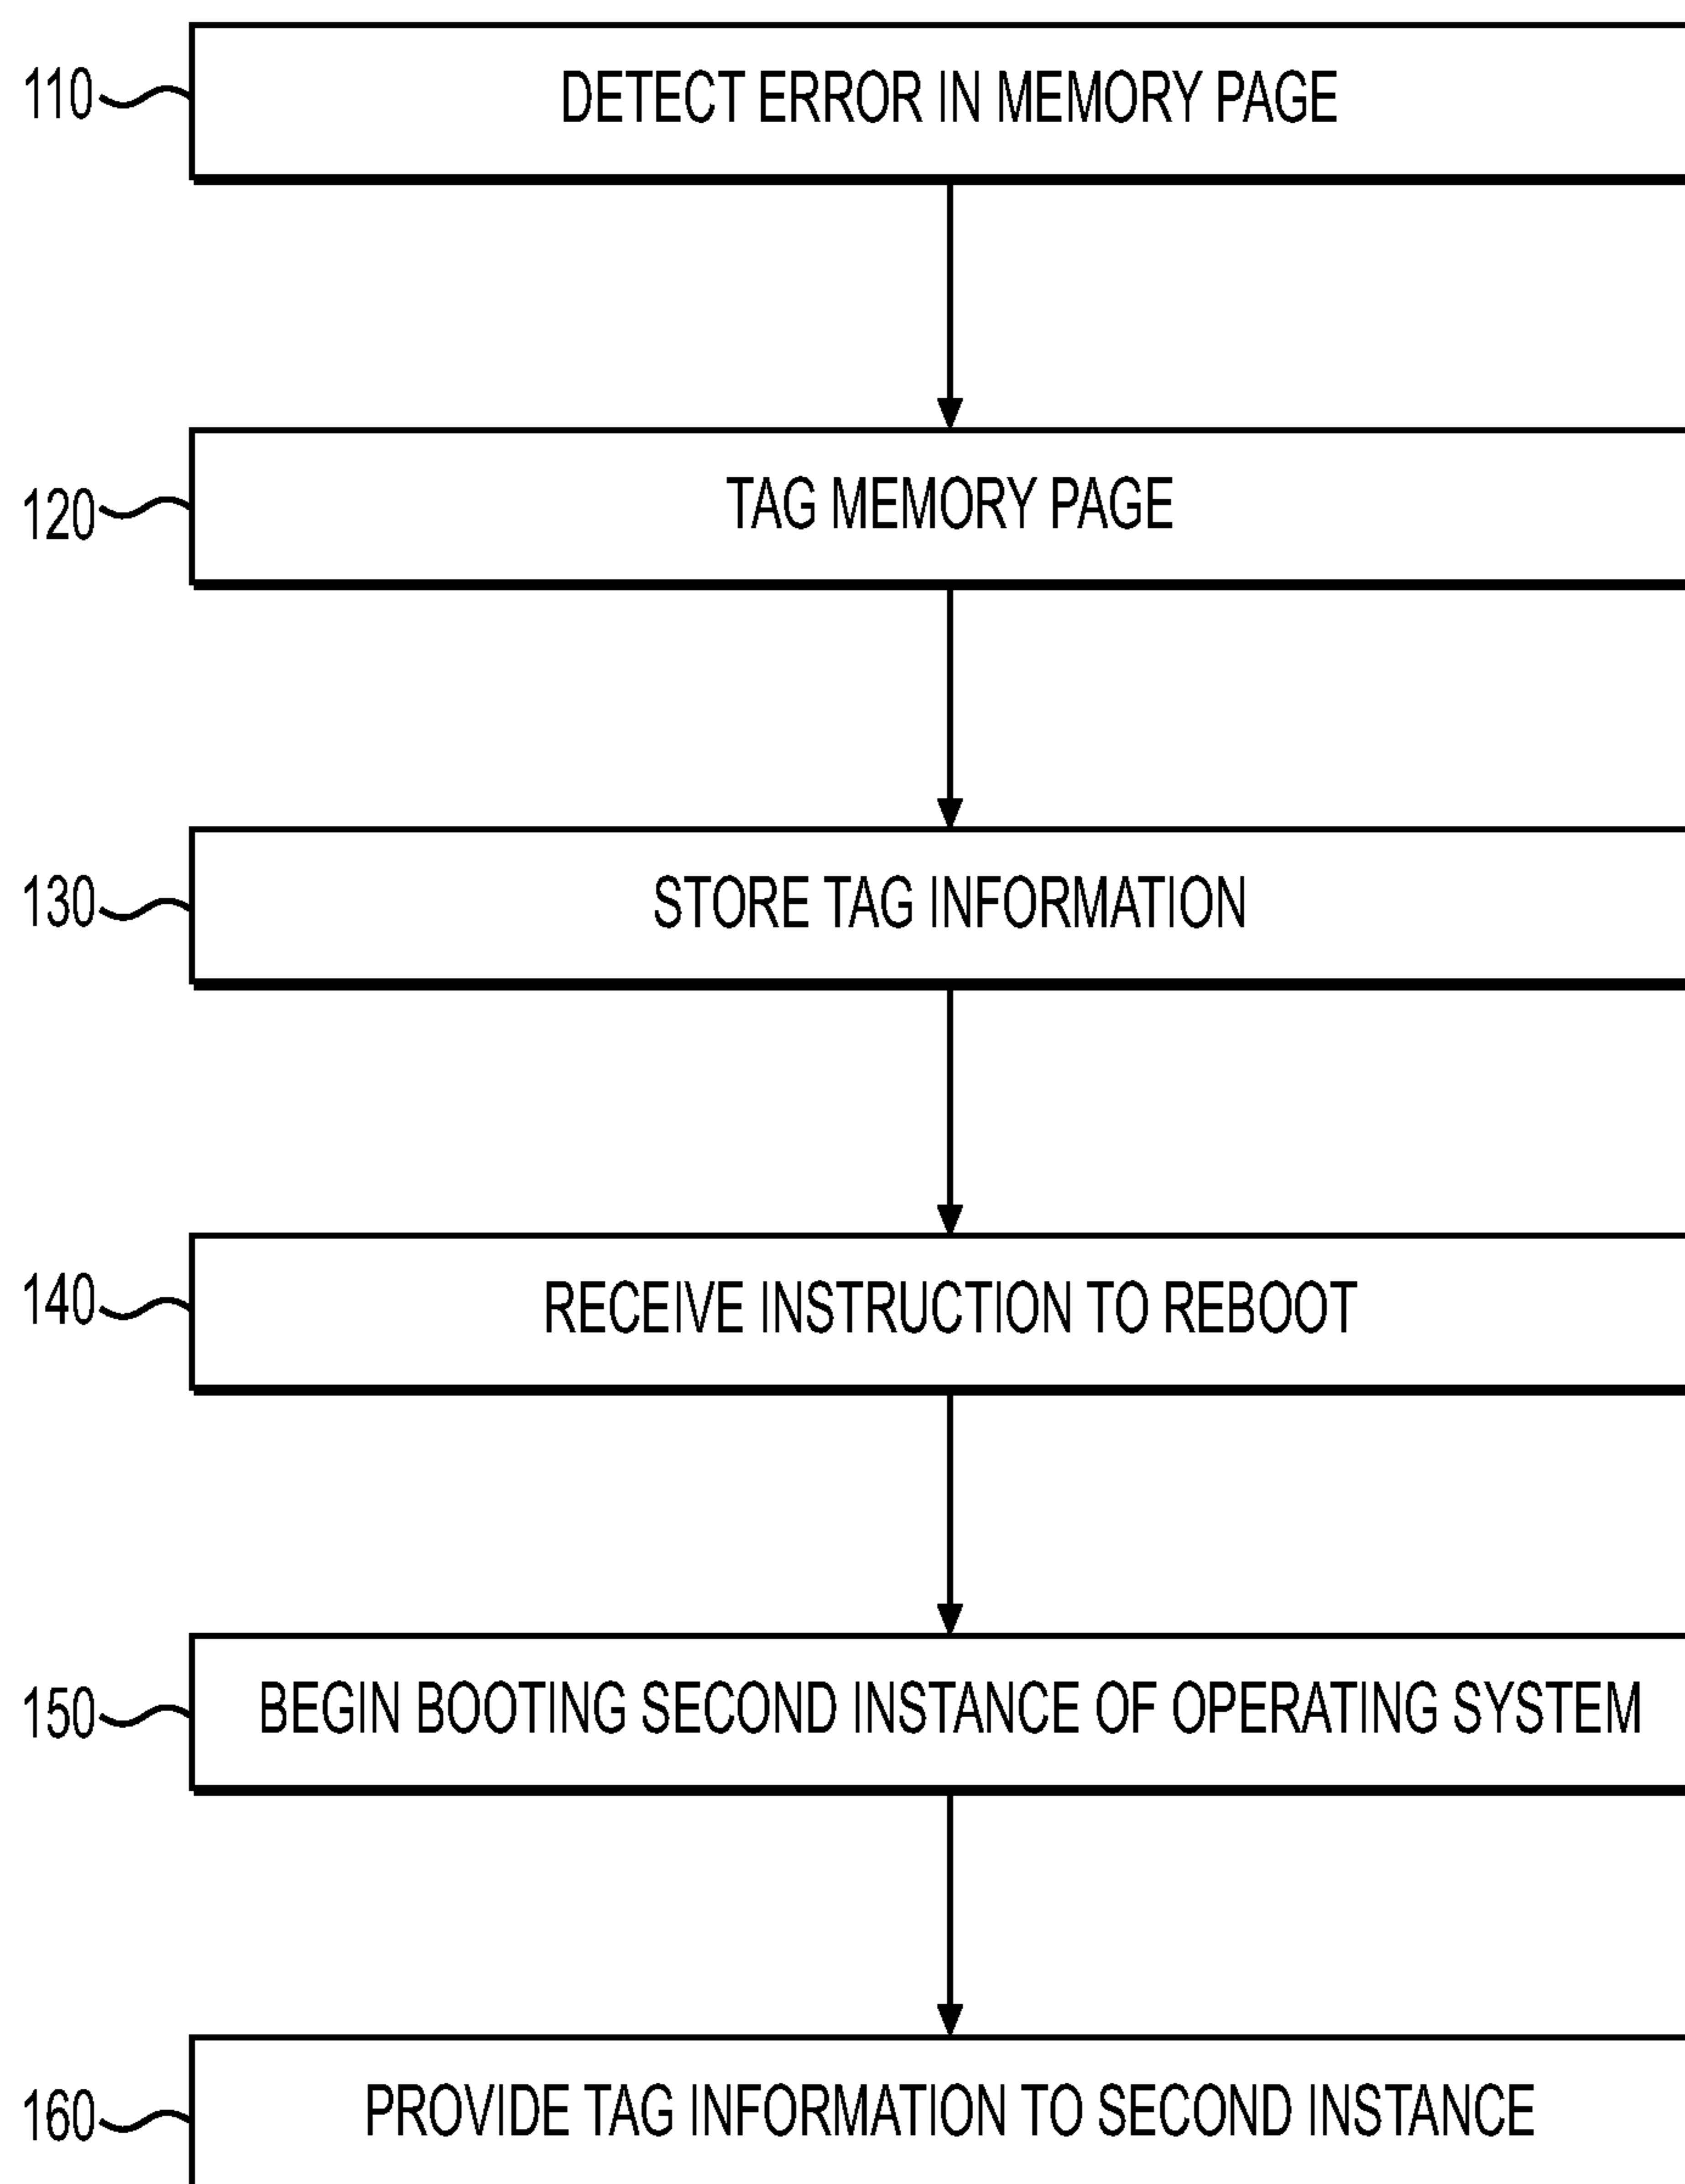 110 DETECT ERROR IN MEMORY PAGE
120 TAG MEMORY PAGE
130 STORE TAG INFORMATION
140 RECEIVE INSTRUCTION TO REBOOT
150 BEGIN BOOTING SECOND INSTANCE OF OPERATING SYSTEM
160 PROVIDE TAG INFORMATION TO SECOND INSTANCE